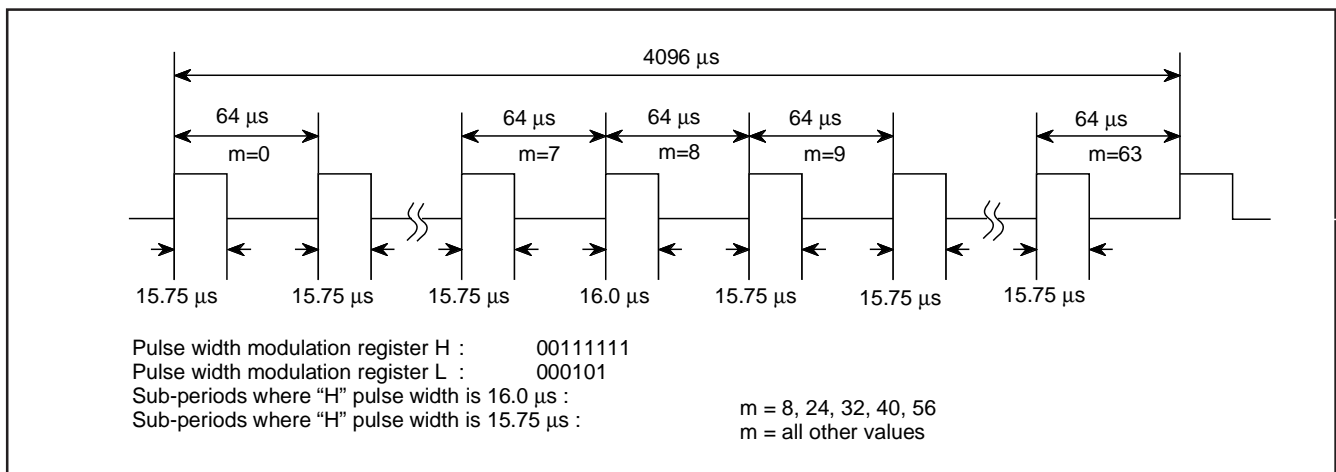 4096 μs
64 μs 64 μs 64 μs 64 μs 64 μs
m=0 m=7 m=8 m=9 m=63
15.75 μs 15.75 μs 15.75 μs 16.0 μs 15.75 μs 15.75 μs 15.75 μs
Pulse width modulation register H : 00111111
Pulse width modulation register L : 000101
Sub-periods where “H” pulse width is 16.0 μs : m = 8, 24, 32, 40, 56
Sub-periods where “H” pulse width is 15.75 μs : m = all other values